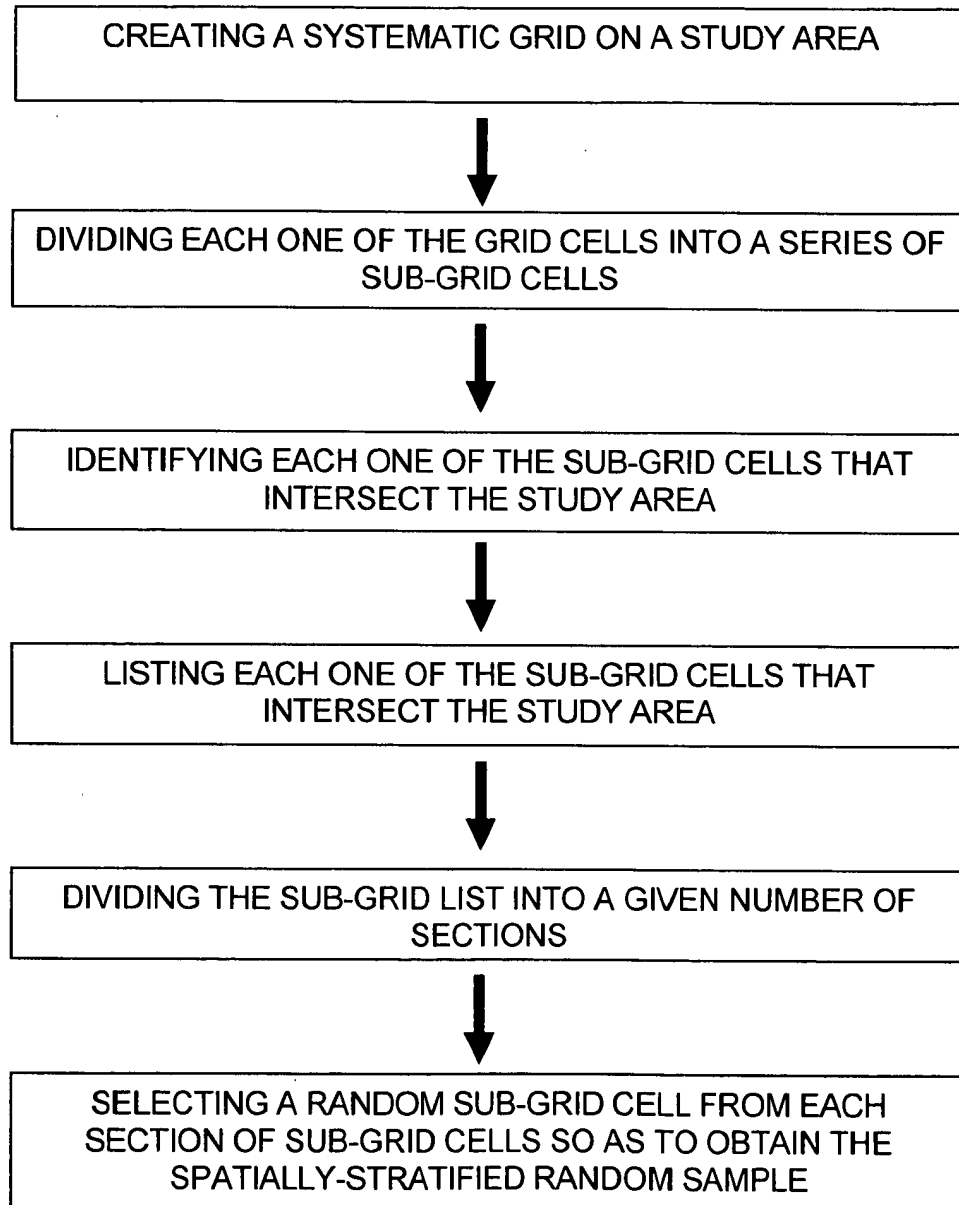 CREATING A SYSTEMATIC GRID ON A STUDY AREA
DIVIDING EACH ONE OF THE GRID CELLS INTO A SERIES OF
SUB-GRID CELLS
IDENTIFYING EACH ONE OF THE SUB-GRID CELLS THAT
INTERSECT THE STUDY AREA
LISTING EACH ONE OF THE SUB-GRID CELLS THAT
INTERSECT THE STUDY AREA
DIVIDING THE SUB-GRID LIST INTO A GIVEN NUMBER OF
SECTIONS
SELECTING A RANDOM SUB-GRID CELL FROM EACH
SECTION OF SUB-GRID CELLS SO AS TO OBTAIN THE
SPATIALLY-STRATIFIED RANDOM SAMPLE